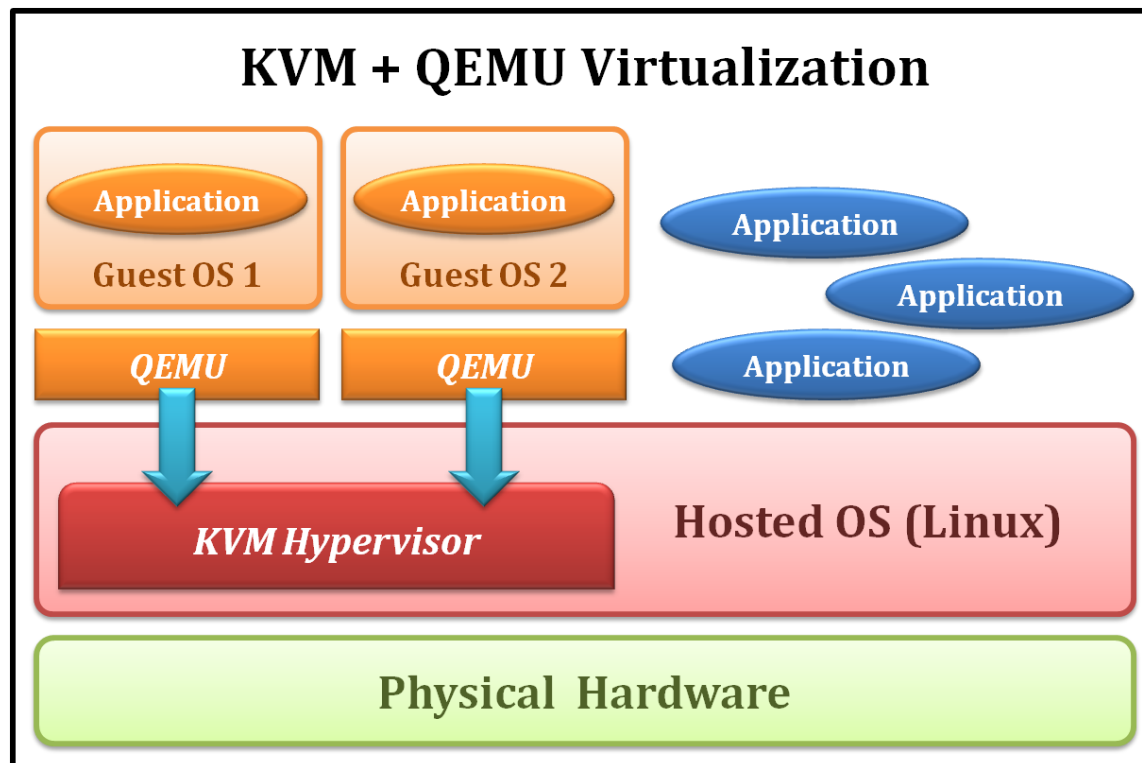 KVM + QEMU Virtualization
Application
Guest OS 1
Application
Guest OS 2
Application
Application
Application
QEMU
QEMU
KVM Hypervisor
Hosted OS (Linux)
Physical Hardware